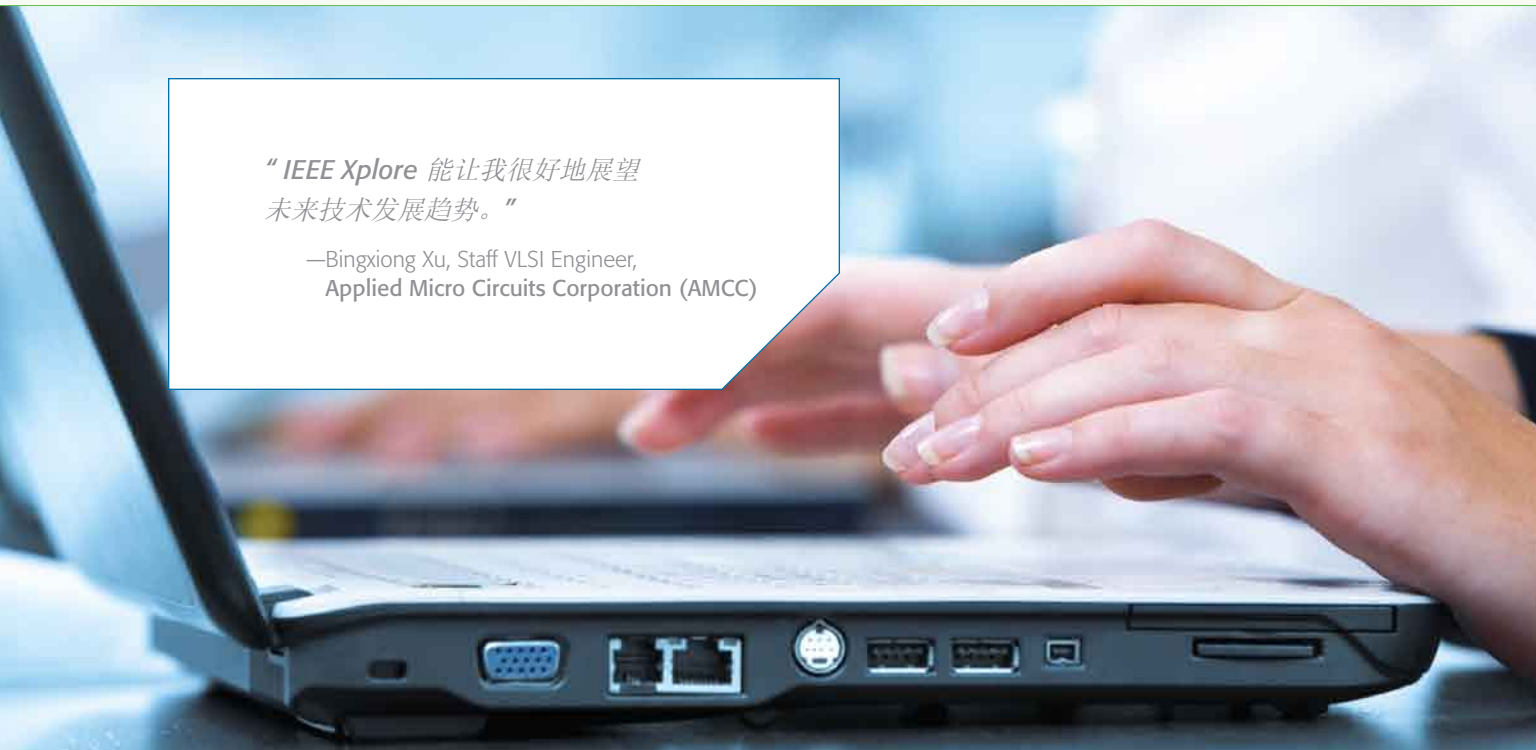 “ IEEE Xplore 能让我很好地展望
未来技术发展趋势。”
—Bingxiong Xu, Staff VLSI Engineer,
Applied Micro Circuits Corporation (AMCC)